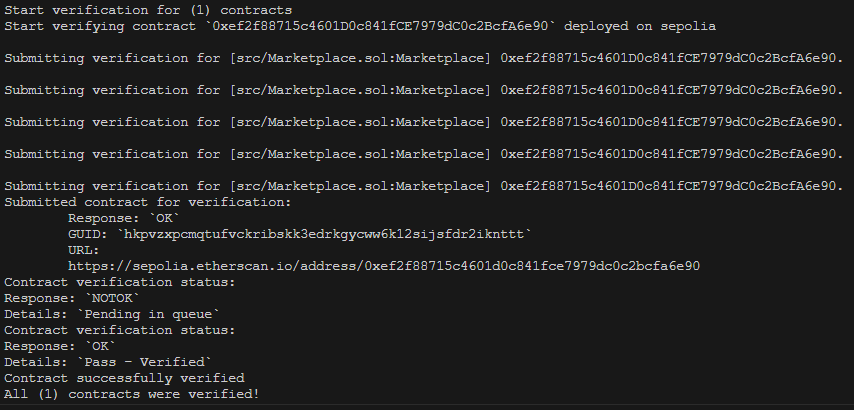 Start verification for (1) contracts
Start verifying contract `0xef2f88715c4601D0c841fCE7979dC0c2BcfA6e90` deployed on sepolia
Submitting verification for [src/Marketplace.sol:Marketplace] 0xef2f88715c4601D0c841fCE7979dC0c2BcfA6e90.
Submitting verification for [src/Marketplace.sol:Marketplace] 0xef2f88715c4601D0c841fCE7979dC0c2BcfA6e90.
Submitting verification for [src/Marketplace.sol:Marketplace] 0xef2f88715c4601D0c841fCE7979dC0c2BcfA6e90.
Submitting verification for [src/Marketplace.sol:Marketplace] 0xef2f88715c4601D0c841fCE7979dC0c2BcfA6e90.
Submitting verification for [src/Marketplace.sol:Marketplace] 0xef2f88715c4601D0c841fCE7979dC0c2BcfA6e90.
Submitted contract for verification:
Response: `OK`
GUID: `hkpvzxpcmqtufvckribskk3edrkgycww6k12sijsfdr2iknttt`
URL:
https://sepolia.etherscan.io/address/0xef2f88715c4601d0c841fce7979dc0c2bcfa6e90
Contract verification status:
Response: `NOTOK`
Details: `Pending in queue`
Contract verification status:
Response: `OK`
Details: `Pass - Verified`
Contract successfully verified
All (1) contracts were verified!